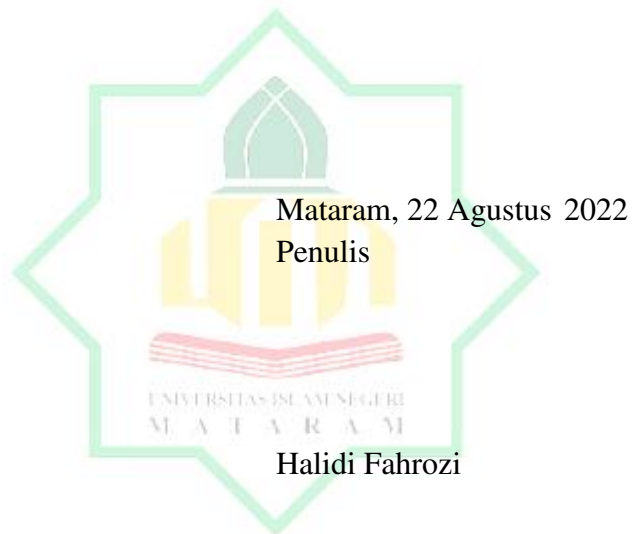 Mataram, 22 Agustus 2022
Penulis
UNIVERSITAS ISLAM NEGERI
M A T A R A M
Halidi Fahrozi